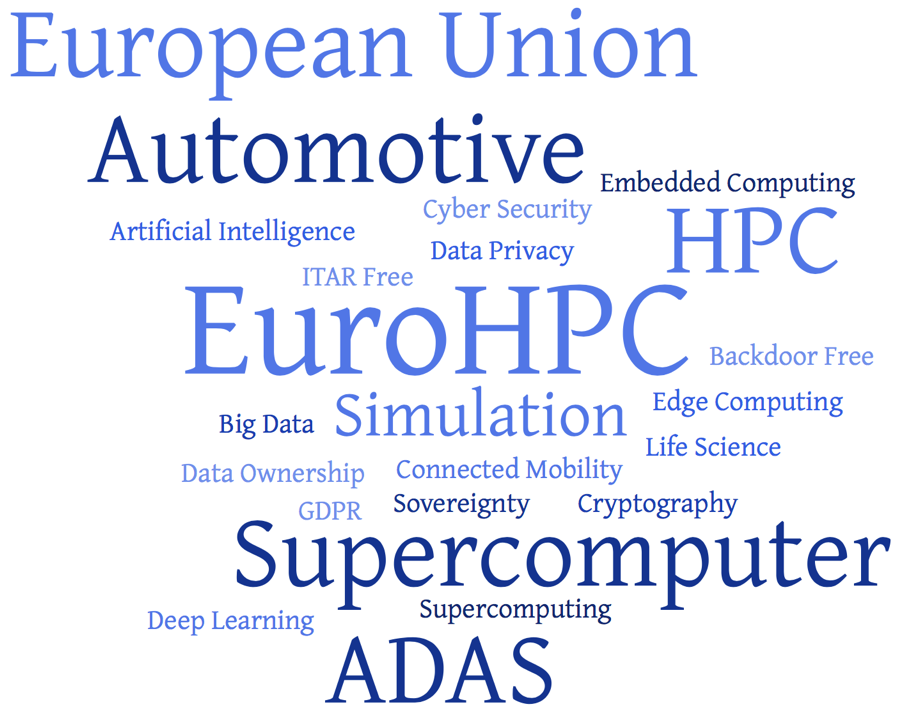 European Union
Automotive
Embedded Computing
Cyber Security
HPC
Artificial Intelligence
Data Privacy
ITAR Free
EuroHPC
Backdoor Free
Simulation
Edge Computing
Big Data
Life Science
Data Ownership
Connected Mobility
Sovereignty
Cryptography
GDPR
Supercomputer
Supercomputing
Deep Learning
ADAS